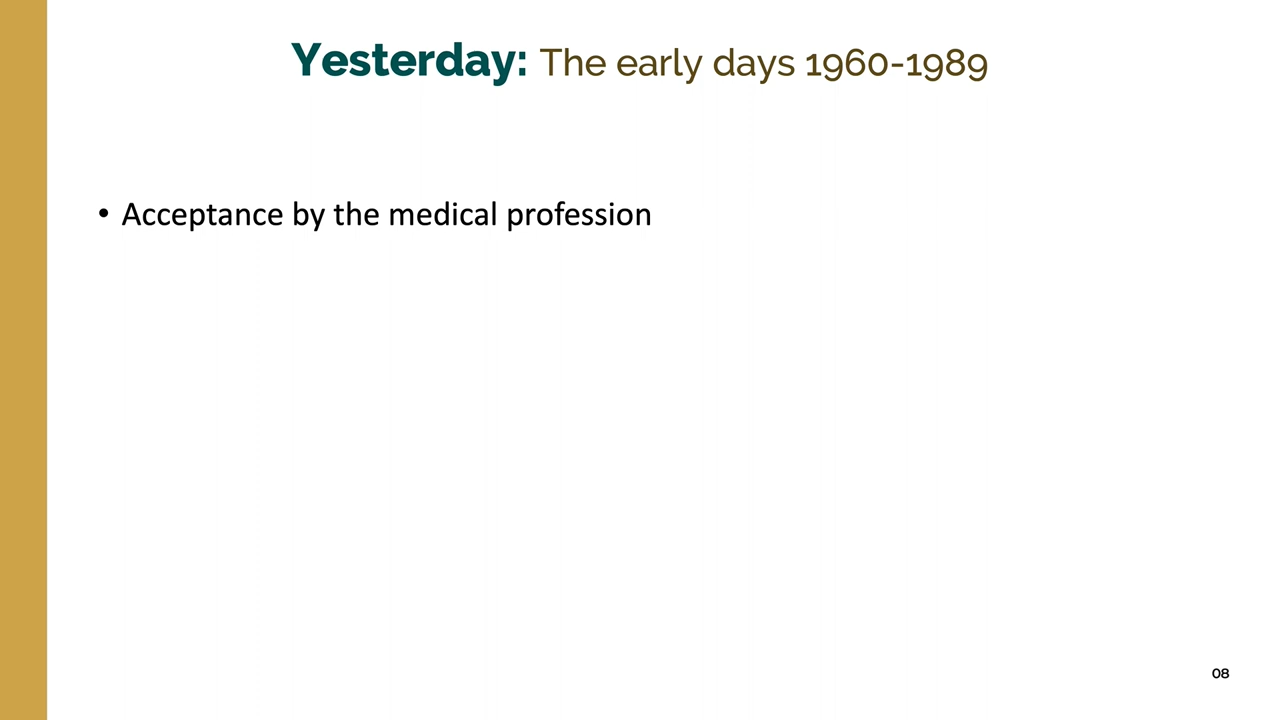 Yesterday: The early days 1960-1989
• Acceptance by the medical profession
08